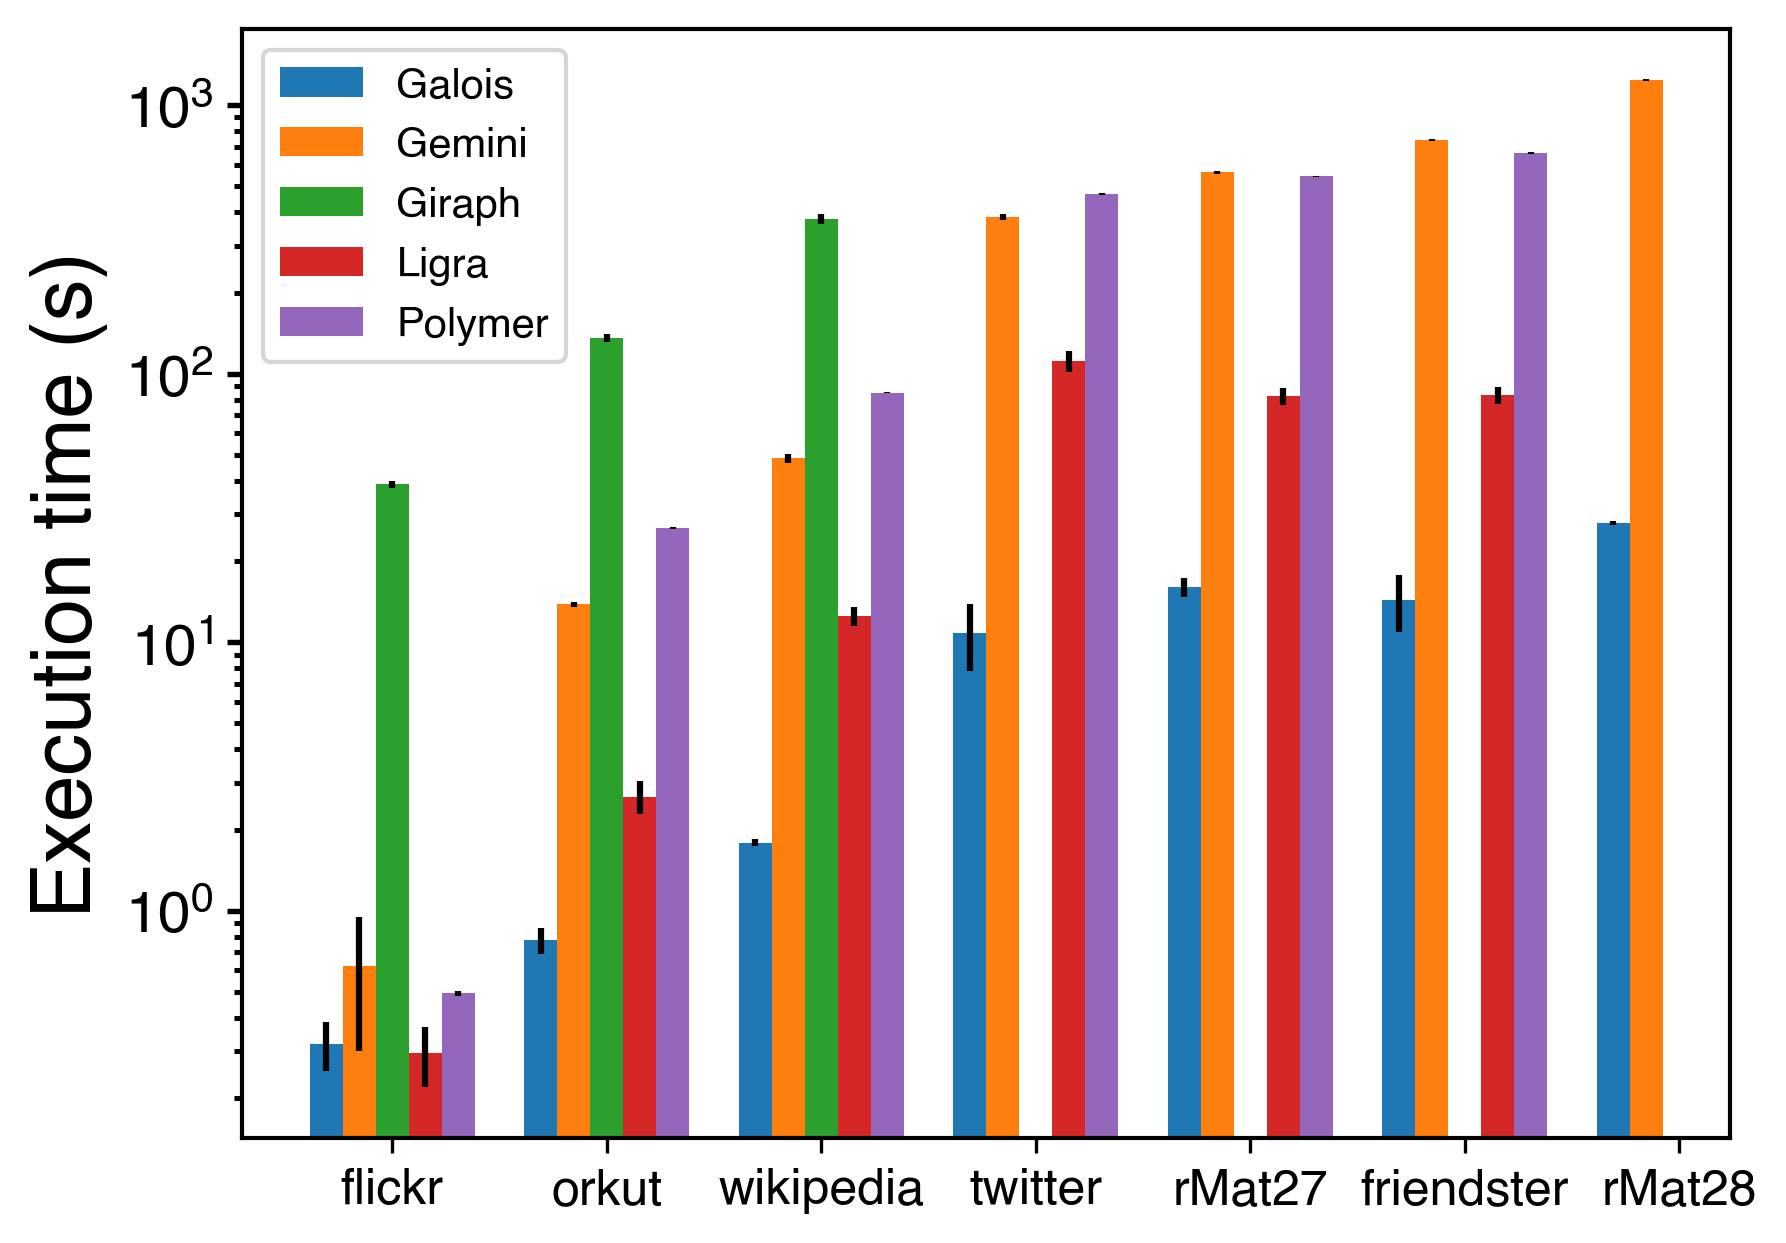 Execution time (s)
10³
10²
10¹
10⁰
Galois
Gemini
Giraph
Ligra
Polymer
flickr orkut wikipedia twitter rMat27 friendster rMat28